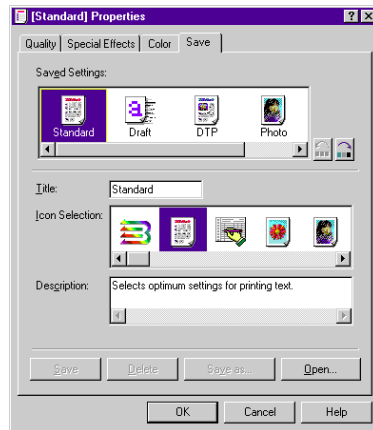 [Standard] Properties
Quality Special Effects Color Save
Saved Settings:
Standard Draft DTP Photo
Title: Standard
Icon Selection:
Description: Selects optimum settings for printing text.
Save Delete Save as... Open...
OK Cancel Help